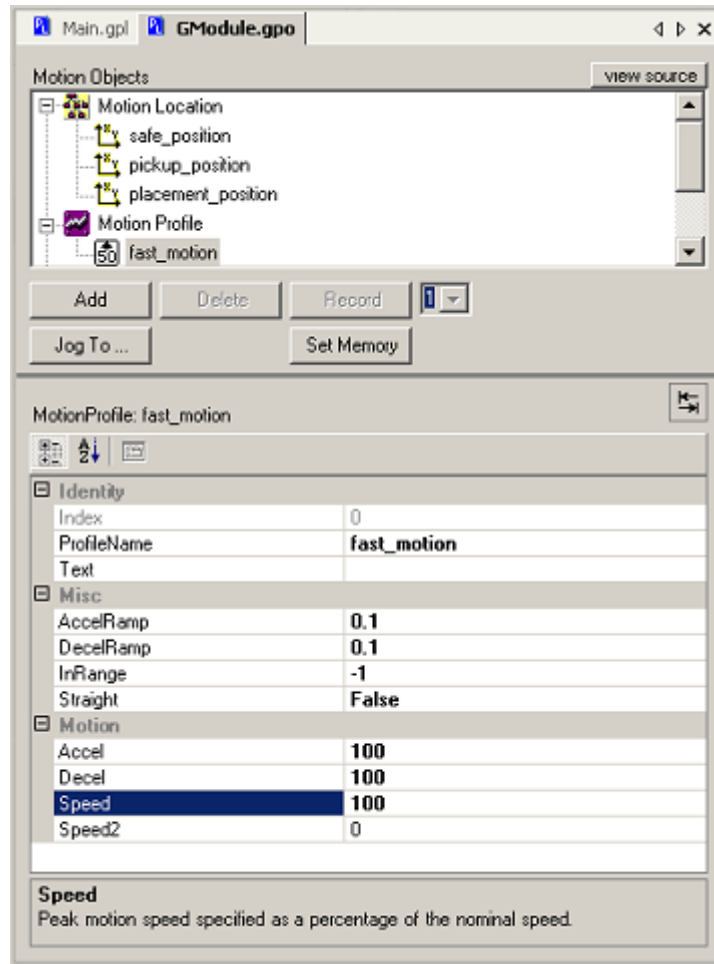 Main.gpl GModule.gpo
Motion Objects view source
Motion Location
safe_position
pickup_position
placement_position
Motion Profile
50 fast_motion
Add Delete Record 1
Jog To ... Set Memory
MotionProfile: fast_motion
Identity
Index 0
ProfileName fast_motion
Text
Misc
AccelRamp 0.1
DecelRamp 0.1
InRange -1
Straight False
Motion
Accel 100
Decel 100
Speed 100
Speed2 0
Speed
Peak motion speed specified as a percentage of the nominal speed.